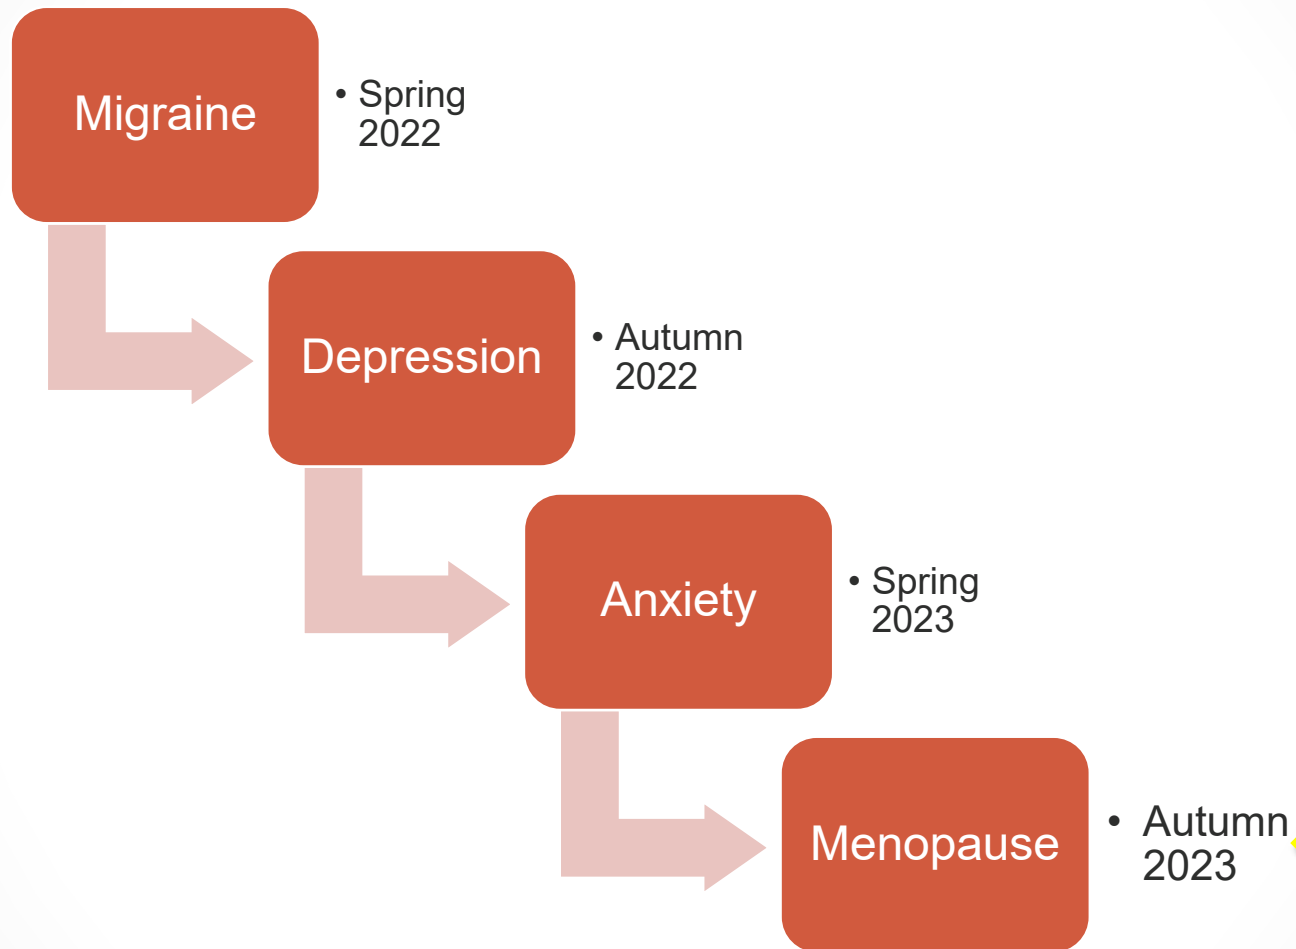 Migraine
• Spring
2022
Depression
• Autumn
2022
Anxiety
• Spring
2023
Menopause
• Autumn
2023